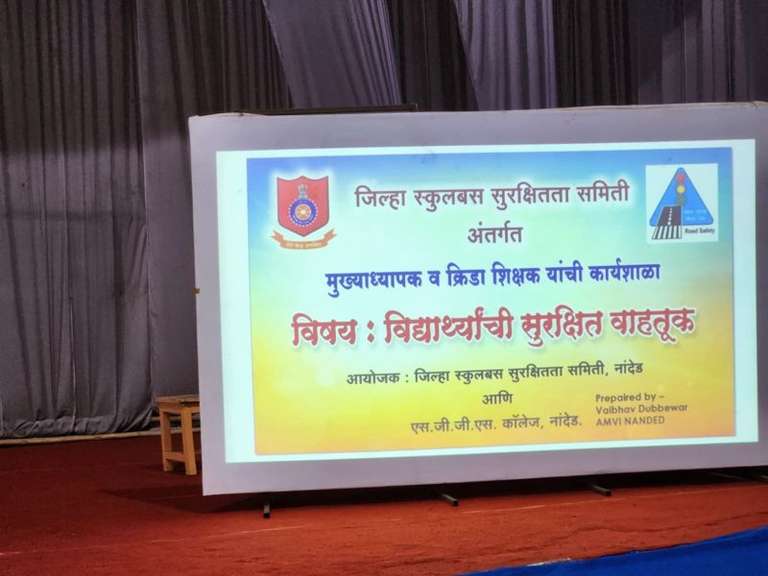 जिल्हा स्कुलबस सुरक्षितता समिती
अंतर्गत
मुख्याध्यापक व क्रिडा शिक्षक यांची कार्यशाळा
विषय : विद्यार्थ्यांची सुरक्षित वाहतूक
आयोजक : जिल्हा स्कुलबस सुरक्षितता समिती, नांदेड
आणि
एस.जी.जी.एस. कॉलेज, नांदेड.
Road Safety
Prepaired by –
Vaibhav Dubbewar
AMVI NANDED